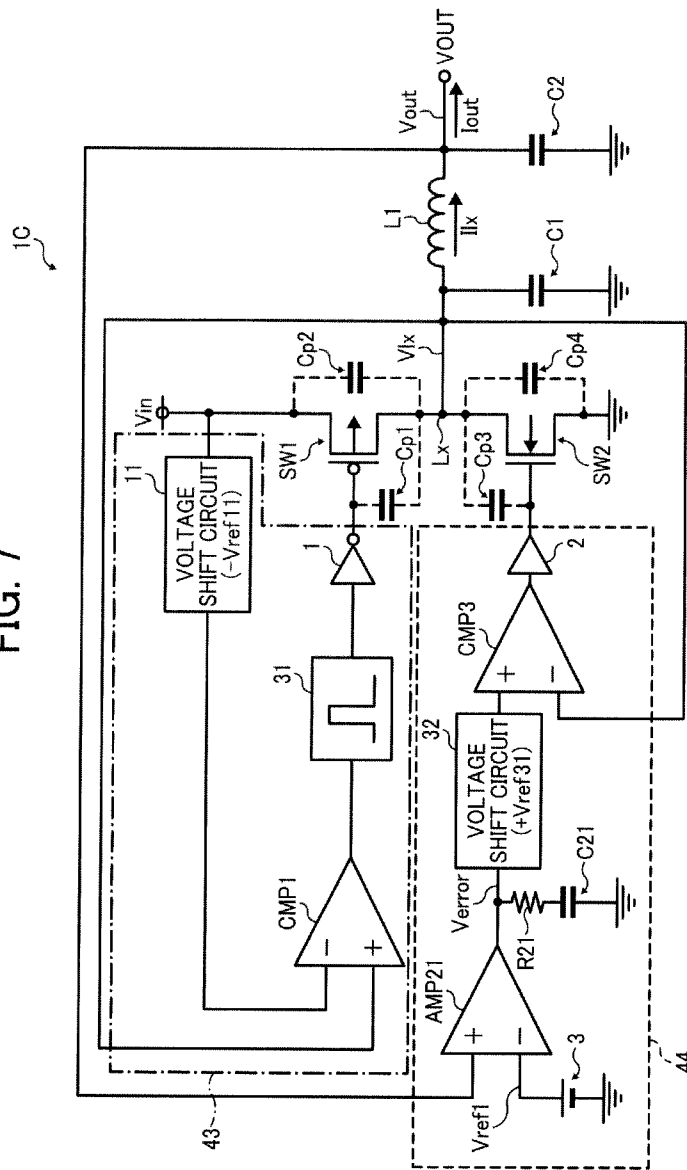 FIG. 7
1C
Vin
11
VOLTAGE
SHIFT CIRCUIT
(–Vref11)
SW1
Cp2
Cp1
1
31
CMP1
–
+
43
Vlx
Lx
L1
Ilx
Vout
VOUT
Iout
C1
C2
Cp3
Cp4
SW2
2
CMP3
+
–
32
VOLTAGE
SHIFT CIRCUIT
(+Vref31)
Verror
R21
C21
AMP21
+
–
Vref1
3
44